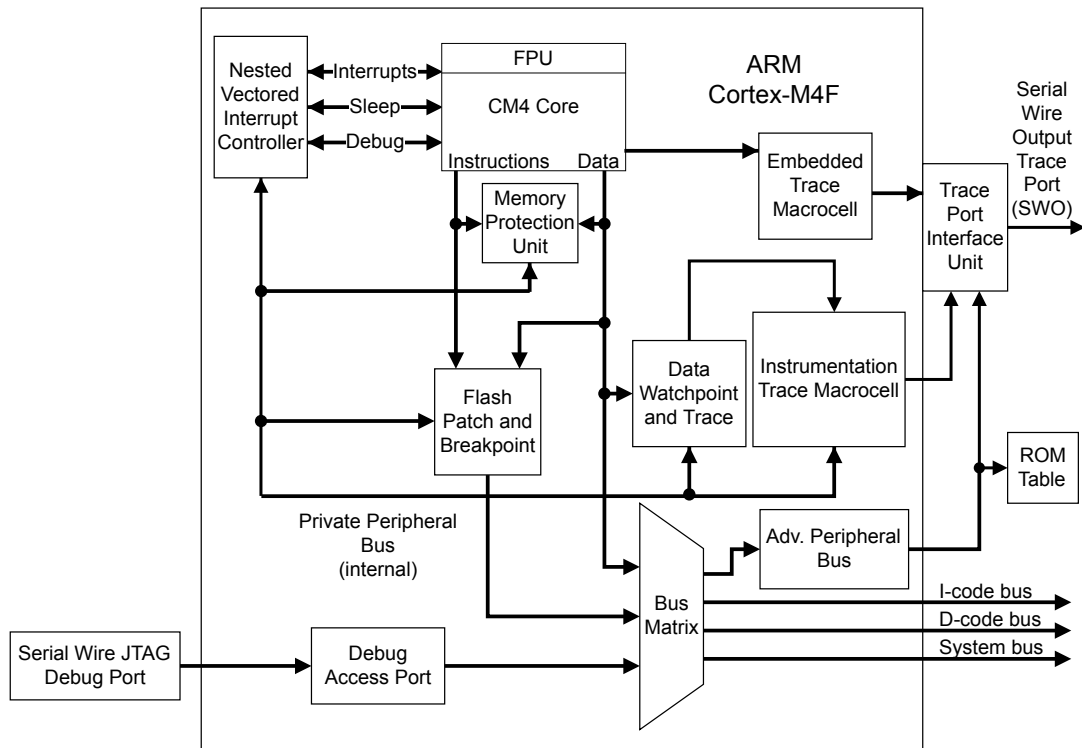 FPU
ARM
Cortex-M4F
Nested
Vectored
Interrupt
Controller
Interrupts
Sleep
Debug
CM4 Core
Instructions
Data
Serial
Wire
Output
Trace
Port
(SWO)
Embedded
Trace
Macrocell
Trace
Port
Interface
Unit
Memory
Protection
Unit
Data
Watchpoint
and Trace
Instrumentation
Trace Macrocell
Flash
Patch and
Breakpoint
ROM
Table
Private Peripheral
Bus
(internal)
Adv. Peripheral
Bus
Bus
Matrix
I-code bus
D-code bus
System bus
Serial Wire JTAG
Debug Port
Debug
Access Port